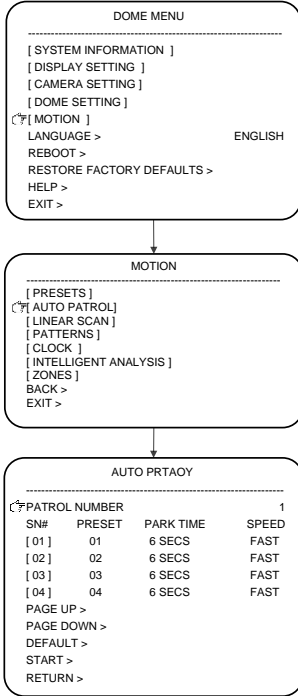 DOME MENU
[ SYSTEM INFORMATION ]
[ DISPLAY SETTING ]
[ CAMERA SETTING ]
[ DOME SETTING ]
[ MOTION ]
LANGUAGE > ENGLISH
REBOOT >
RESTORE FACTORY DEFAULTS >
HELP >
EXIT >
MOTION
[ PRESETS ]
[ AUTO PATROL]
[ LINEAR SCAN ]
[ PATTERNS ]
[ CLOCK ]
[ INTELLIGENT ANALYSIS ]
[ ZONES ]
BACK >
EXIT >
AUTO PRTAOY
PATROL NUMBER 1
SN# PRESET PARK TIME SPEED
[ 01 ] 01 6 SECS FAST
[ 02 ] 02 6 SECS FAST
[ 03 ] 03 6 SECS FAST
[ 04 ] 04 6 SECS FAST
PAGE UP >
PAGE DOWN >
DEFAULT >
START >
RETURN >